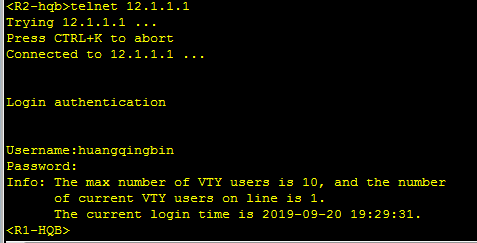 <R2-hqb>telnet 12.1.1.1
Trying 12.1.1.1 ...
Press CTRL+K to abort
Connected to 12.1.1.1 ...
Login authentication
Username:huangqingbin
Password:
Info: The max number of VTY users is 10, and the number
of current VTY users on line is 1.
The current login time is 2019-09-20 19:29:31.
<R1-HQB>